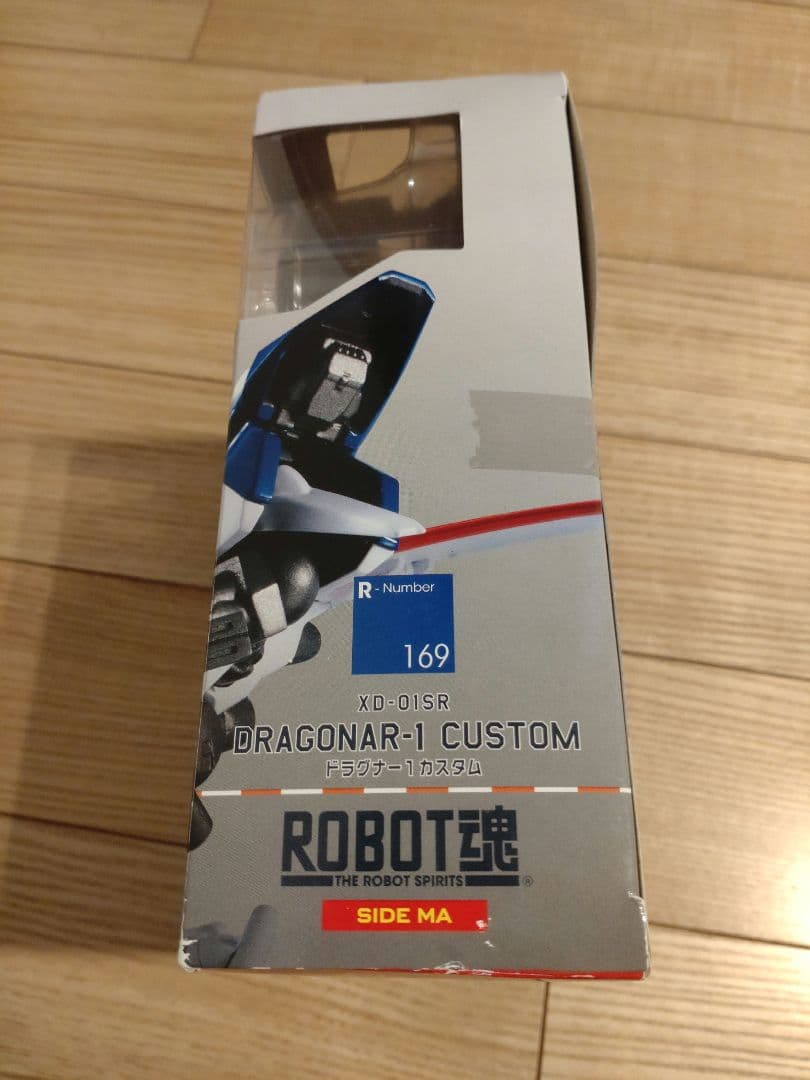 R - Number
169
XD-01SR
DRAGONAR-1 CUSTOM
ドラグナー1カスタム
ROBOT魂
THE ROBOT SPIRITS ®
SIDE MA